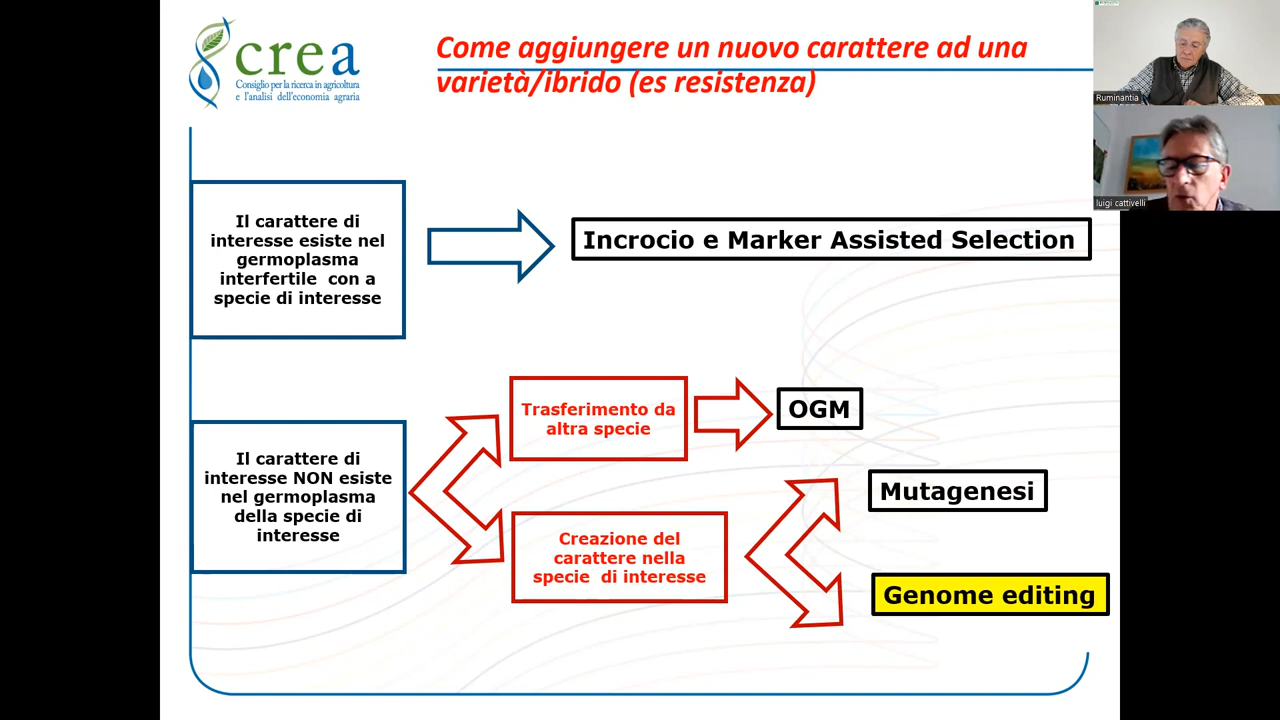 crea
Consiglio per la ricerca in agricoltura
e l'analisi dell'economia agraria
Come aggiungere un nuovo carattere ad una
varietà/ibrido (es resistenza)
Ruminantia
luigi cattivelli
Il carattere di
interesse esiste nel
germoplasma
interfertile con a
specie di interesse
Incrocio e Marker Assisted Selection
Il carattere di
interesse NON esiste
nel germoplasma
della specie di
interesse
Trasferimento da
altra specie
OGM
Creazione del
carattere nella
specie di interesse
Mutagenesi
Genome editing